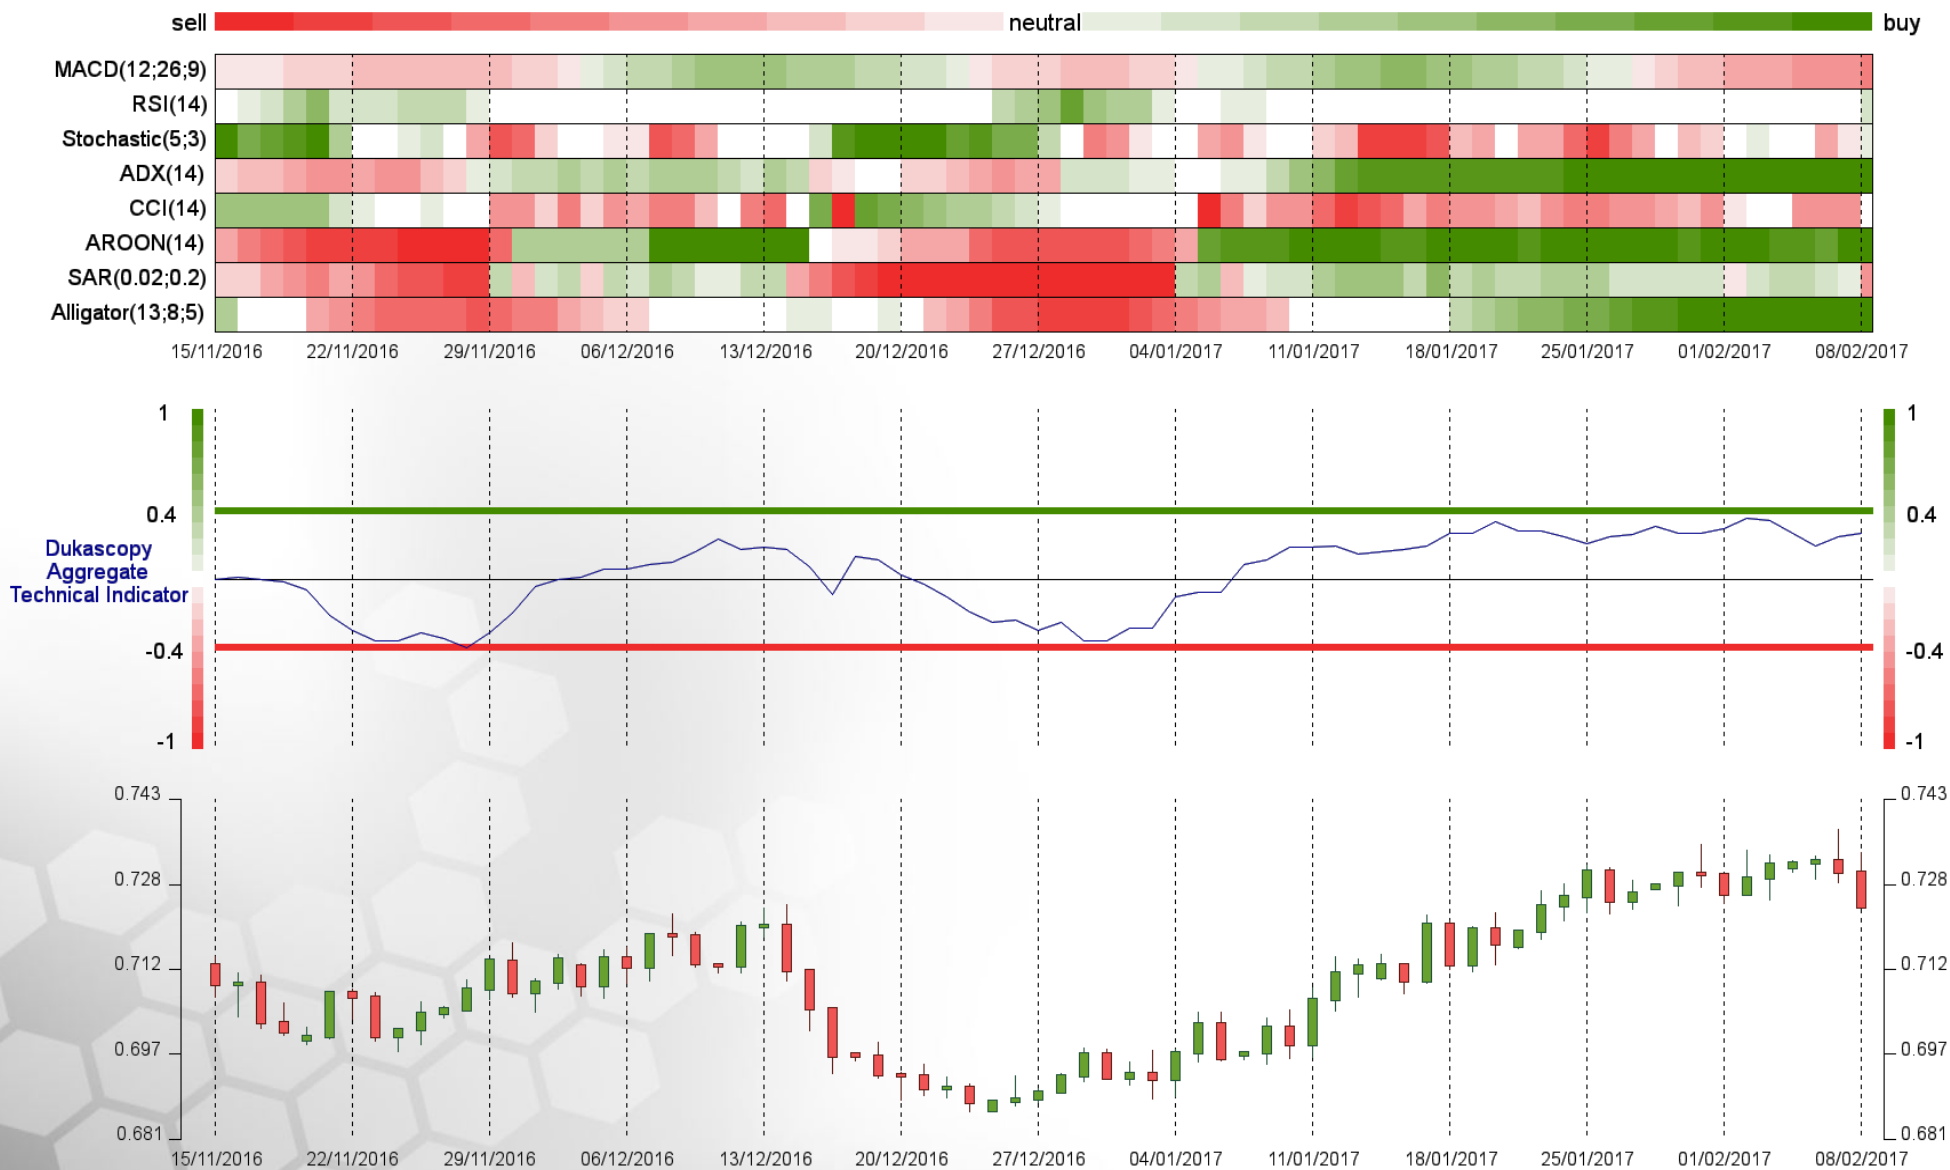 sell neutral buy
MACD(12;26;9)
RSI(14)
Stochastic(5;3)
ADX(14)
CCI(14)
AROON(14)
SAR(0.02;0.2)
Alligator(13;8;5)
15/11/2016 22/11/2016 29/11/2016 06/12/2016 13/12/2016 20/12/2016 27/12/2016 04/01/2017 11/01/2017 18/01/2017 25/01/2017 01/02/2017 08/02/2017
1 1
0.4 0.4
Dukascopy
Aggregate
Technical Indicator
-0.4 -0.4
-1 -1
0.743 0.743
0.728 0.728
0.712 0.712
0.697 0.697
0.681 0.681
15/11/2016 22/11/2016 29/11/2016 06/12/2016 13/12/2016 20/12/2016 27/12/2016 04/01/2017 11/01/2017 18/01/2017 25/01/2017 01/02/2017 08/02/2017